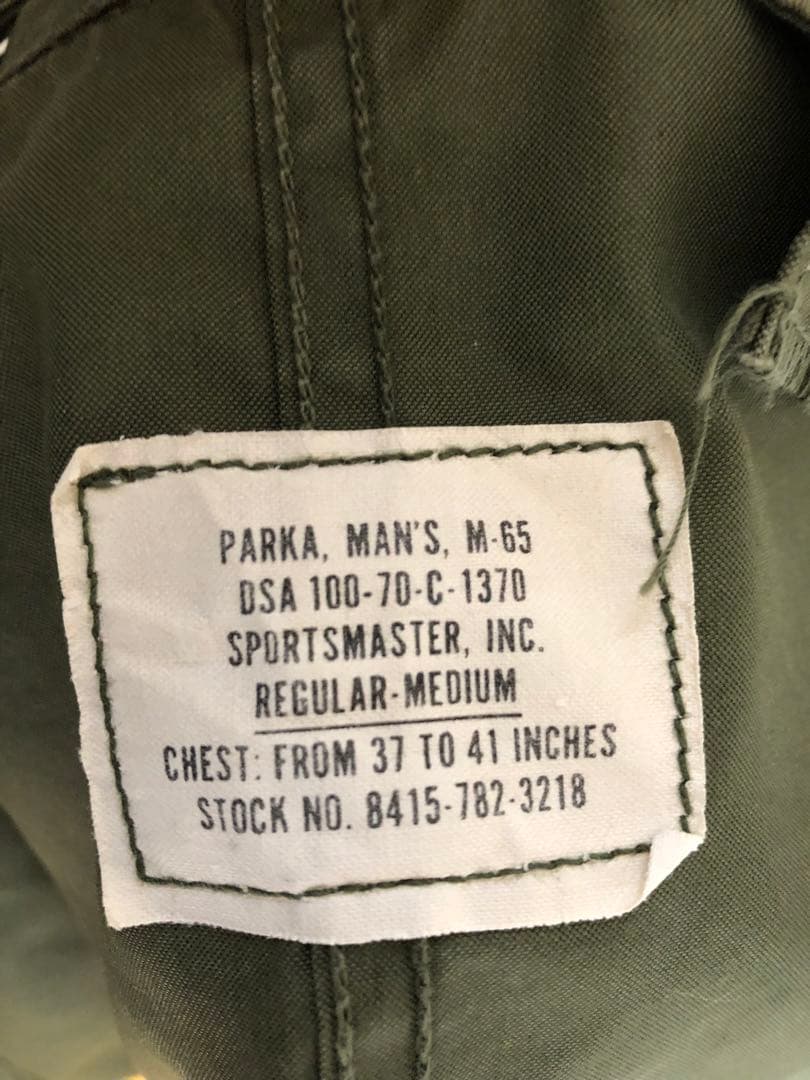 PARKA, MAN'S, M-65
DSA 100-70-C-1370
SPORTSMASTER, INC.
REGULAR-MEDIUM
CHEST: FROM 37 TO 41 INCHES
STOCK NO. 8415-782-3218